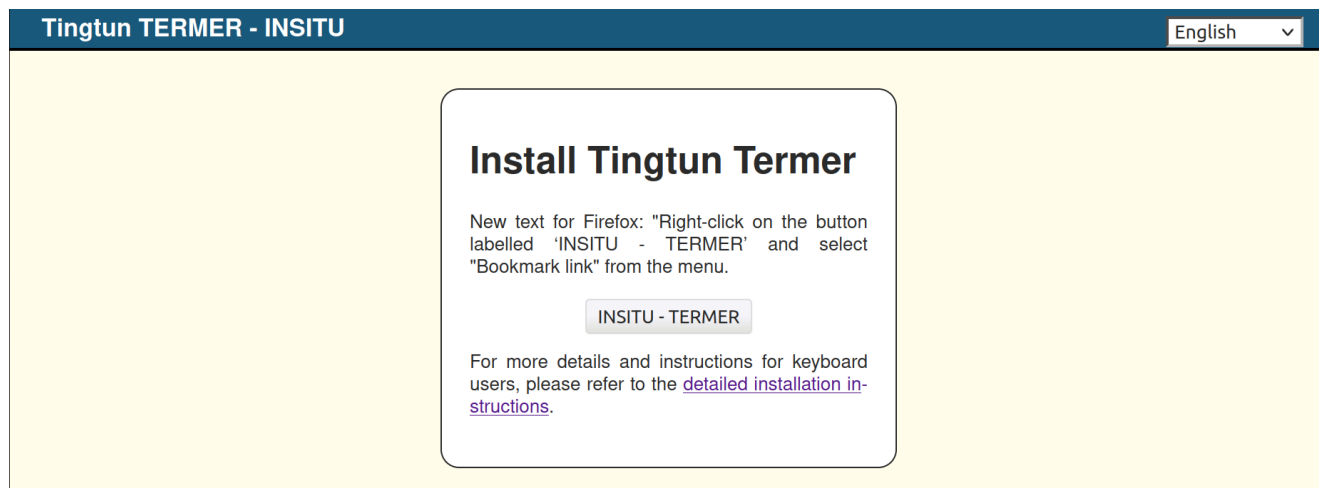 Tingtun TERMER - INSITU
English
Install Tingtun Termer
New text for Firefox: "Right-click on the button
labelled ‘INSITU - TERMER’ and select
"Bookmark link" from the menu.
INSITU - TERMER
For more details and instructions for keyboard
users, please refer to the detailed installation in-
structions.